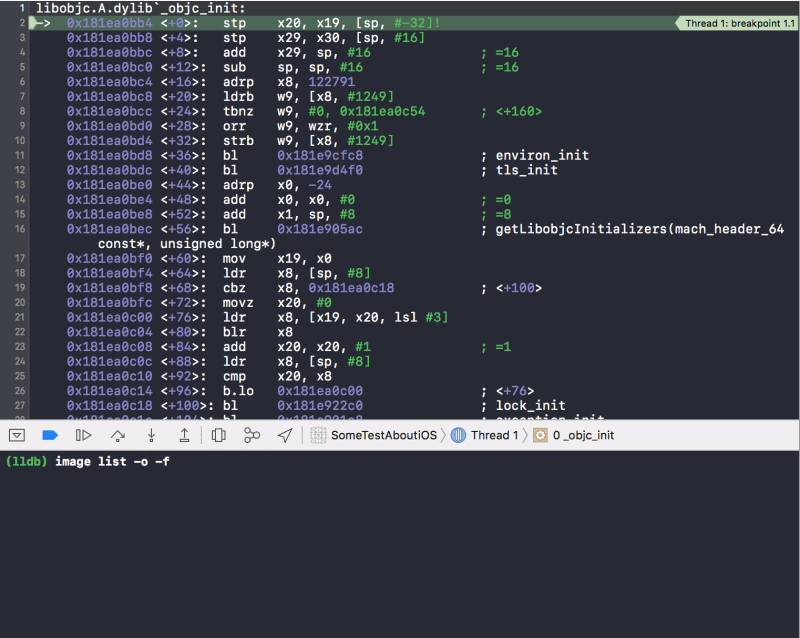 1 libobjc.A.dylib`_objc_init:
2 -> 0x181ea0bb4 <+0>: stp x20, x19, [sp, #-32]! Thread 1: breakpoint 1.1
3 0x181ea0bb8 <+4>: stp x29, x30, [sp, #16]
4 0x181ea0bbc <+8>: add x29, sp, #16 ; =16
5 0x181ea0bc0 <+12>: sub sp, sp, #16 ; =16
6 0x181ea0bc4 <+16>: adrp x8, 122791
7 0x181ea0bc8 <+20>: ldrb w9, [x8, #1249]
8 0x181ea0bcc <+24>: tbnz w9, #0, 0x181ea0c54 ; <+160>
9 0x181ea0bd0 <+28>: orr w9, wzr, #0x1
10 0x181ea0bd4 <+32>: strb w9, [x8, #1249]
11 0x181ea0bd8 <+36>: bl 0x181e9cfc8 ; environ_init
12 0x181ea0bdc <+40>: bl 0x181e9d4f0 ; tls_init
13 0x181ea0be0 <+44>: adrp x0, -24
14 0x181ea0be4 <+48>: add x0, x0, #0 ; =0
15 0x181ea0be8 <+52>: add x1, sp, #8 ; =8
16 0x181ea0bec <+56>: bl 0x181e905ac ; getLibobjcInitializers(mach_header_64
const*, unsigned long*)
17 0x181ea0bf0 <+60>: mov x19, x0
18 0x181ea0bf4 <+64>: ldr x8, [sp, #8]
19 0x181ea0bf8 <+68>: cbz x8, 0x181ea0c18 ; <+100>
20 0x181ea0bfc <+72>: movz x20, #0
21 0x181ea0c00 <+76>: ldr x8, [x19, x20, lsl #3]
22 0x181ea0c04 <+80>: blr x8
23 0x181ea0c08 <+84>: add x20, x20, #1 ; =1
24 0x181ea0c0c <+88>: ldr x8, [sp, #8]
25 0x181ea0c10 <+92>: cmp x20, x8
26 0x181ea0c14 <+96>: b.lo 0x181ea0c00 ; <+76>
27 0x181ea0c18 <+100>: bl 0x181e922c0 ; lock_init
SomeTestAboutiOS Thread 1 0 _objc_init
(lldb) image list -o -f